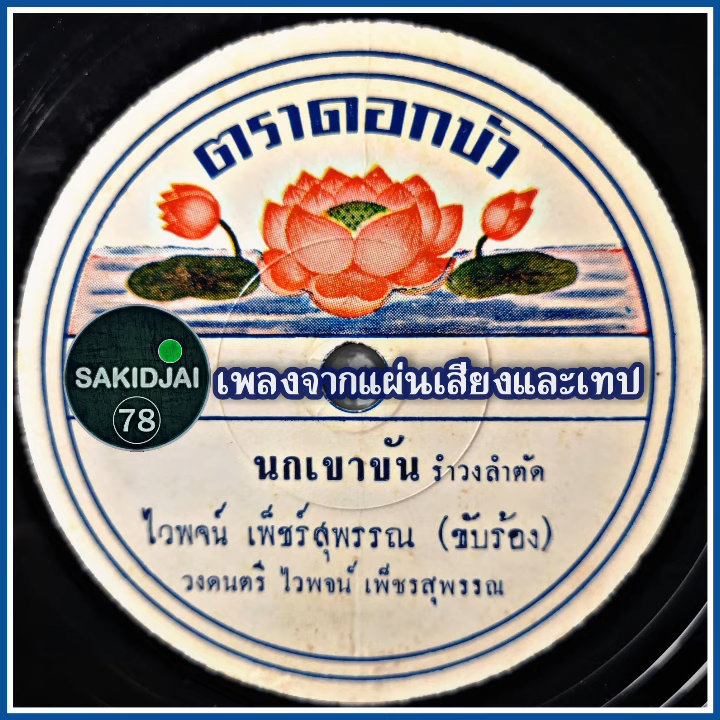 ตราดอกบัว
SAKIDJAI
78
เพลงจากแผ่นเสียงและเทป
นกเขาขัน รำวงลำตัด
ไวพจน์ เพ็ชร์สุพรรณ (ขับร้อง)
วงดนตรี ไวพจน์ เพ็ชรสุพรรณ